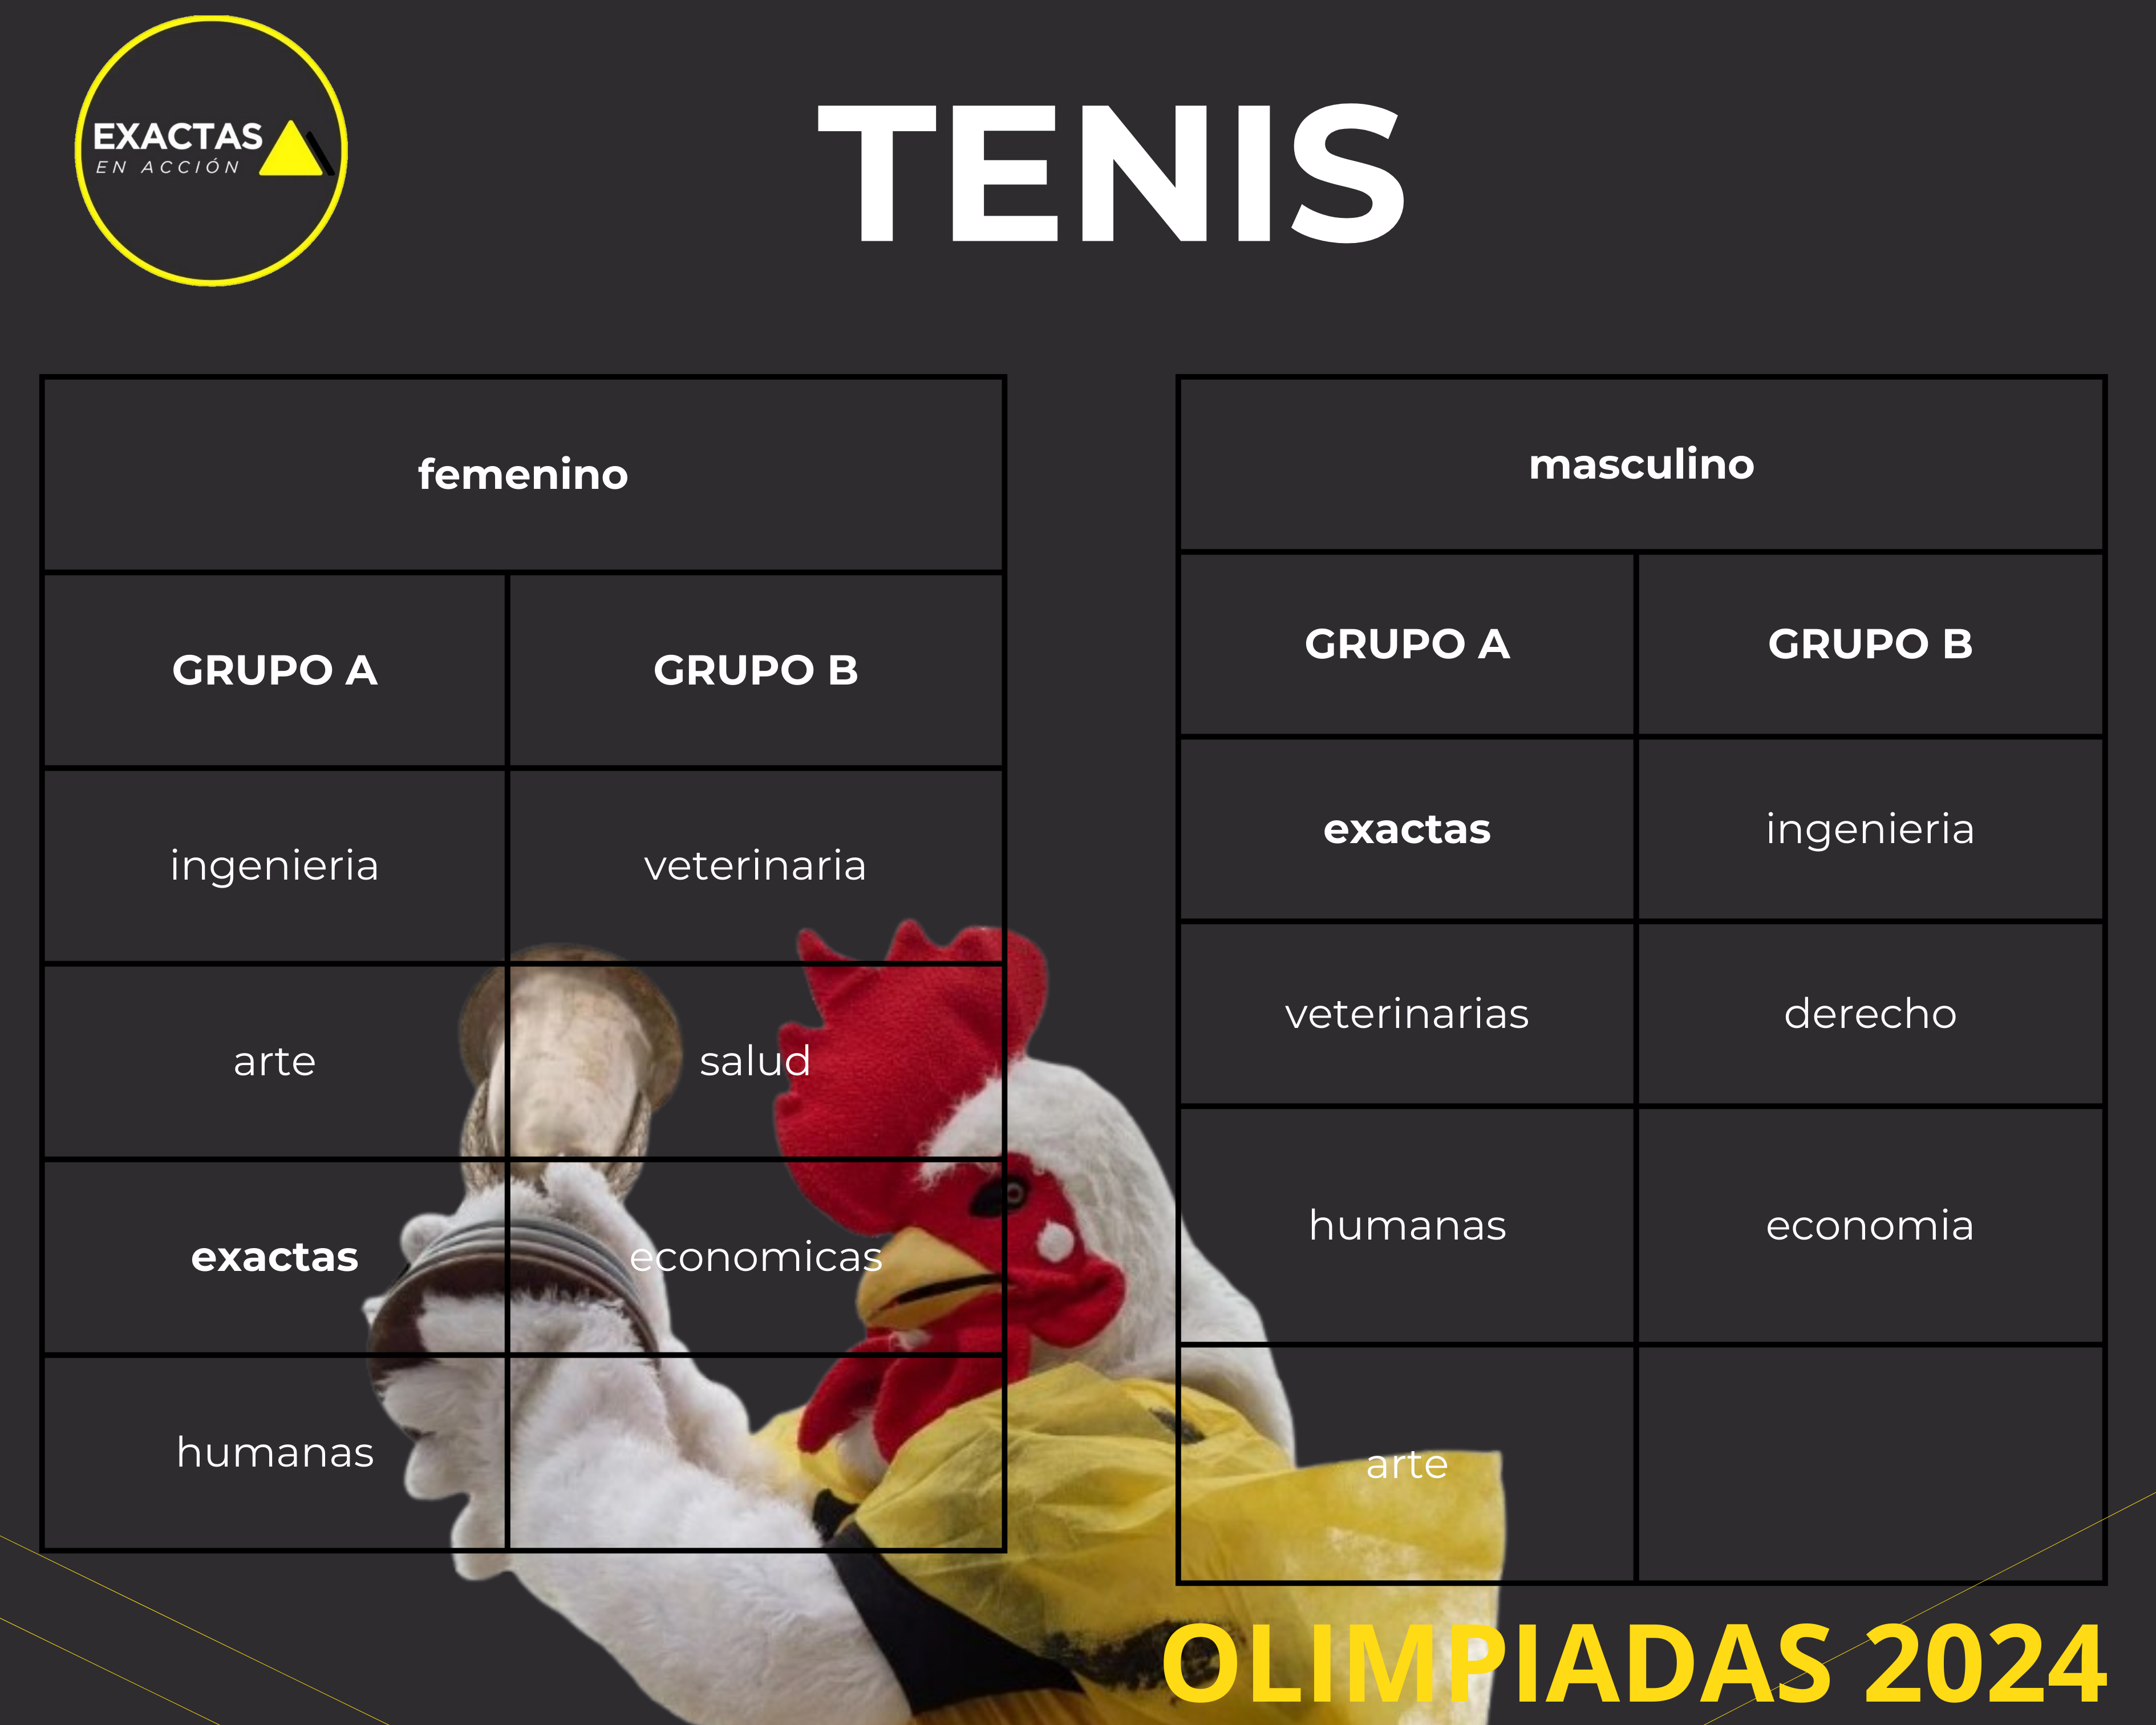 EXACTAS
EN ACCIÓN
TENIS
femenino
GRUPO A GRUPO B
ingenieria veterinaria
arte salud
exactas economicas
humanas
masculino
GRUPO A GRUPO B
exactas ingenieria
veterinarias derecho
humanas economia
arte
OLIMPIADAS 2024